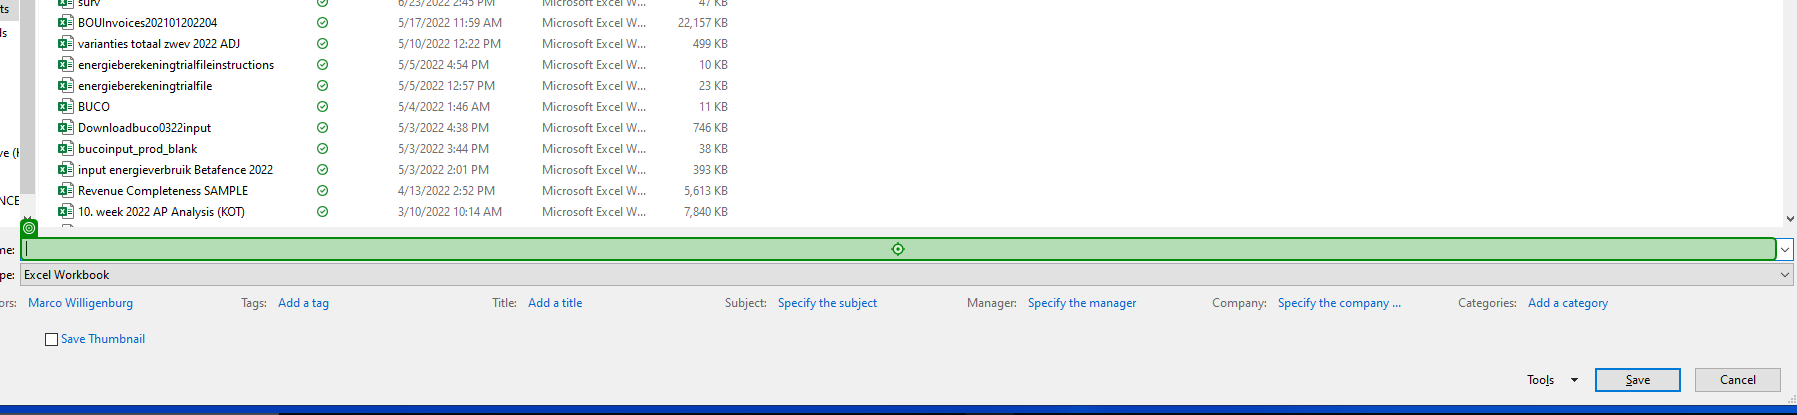 ts surv 6/23/2022 2:45 PM Microsoft Excel W... 47 KB
BOUInvoices202101202204 5/17/2022 11:59 AM Microsoft Excel W... 22,157 KB
ls
varianties totaal zwev 2022 ADJ 5/10/2022 12:22 PM Microsoft Excel W... 499 KB
energieberekeningtrialfileinstructions 5/5/2022 4:54 PM Microsoft Excel W... 10 KB
energieberekeningtrialfile 5/5/2022 12:57 PM Microsoft Excel W... 23 KB
BUCO 5/4/2022 1:46 AM Microsoft Excel W... 11 KB
Downloadbuco0322input 5/3/2022 4:38 PM Microsoft Excel W... 746 KB
ve (H bucoinput_prod_blank 5/3/2022 3:44 PM Microsoft Excel W... 38 KB
input energieverbruik Betafence 2022 5/3/2022 2:01 PM Microsoft Excel W... 393 KB
Revenue Completeness SAMPLE 4/13/2022 2:52 PM Microsoft Excel W... 5,613 KB
NCE
10. week 2022 AP Analysis (KOT) 3/10/2022 10:14 AM Microsoft Excel W... 7,840 KB
me:
pe: Excel Workbook
ors: Marco Willigenburg Tags: Add a tag Title: Add a title Subject: Specify the subject Manager: Specify the manager Company: Specify the company ... Categories: Add a category
Save Thumbnail
Tools Save Cancel